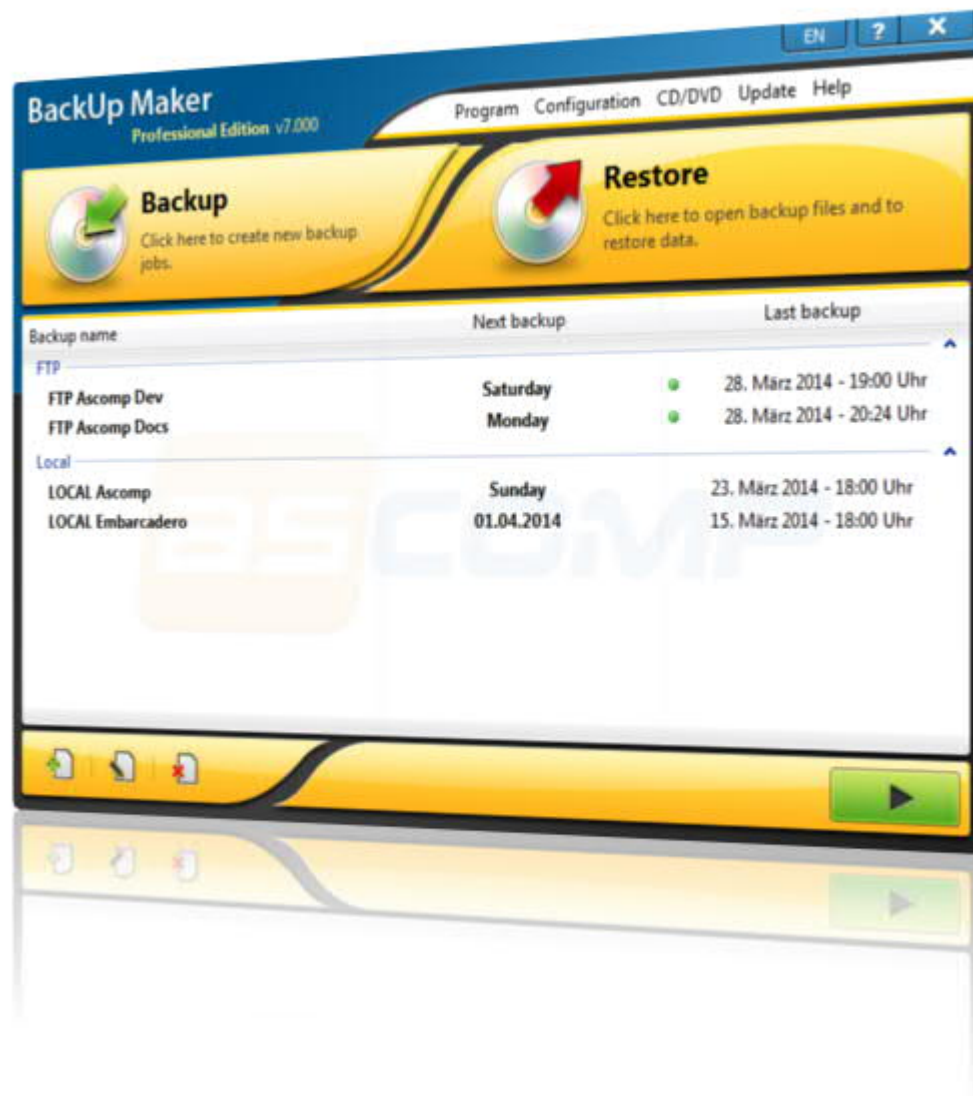 EN ? X
BackUp Maker
Professional Edition v7.000
Program Configuration CD/DVD Update Help
Backup
Click here to create new backup
jobs.
Restore
Click here to open backup files and to
restore data.
Backup name Next backup Last backup
FTP
FTP Ascomp Dev Saturday 28. März 2014 - 19:00 Uhr
FTP Ascomp Docs Monday 28. März 2014 - 20:24 Uhr
Local
LOCAL Ascomp Sunday 23. März 2014 - 18:00 Uhr
LOCAL Embarcadero 01.04.2014 15. März 2014 - 18:00 Uhr
ascomp